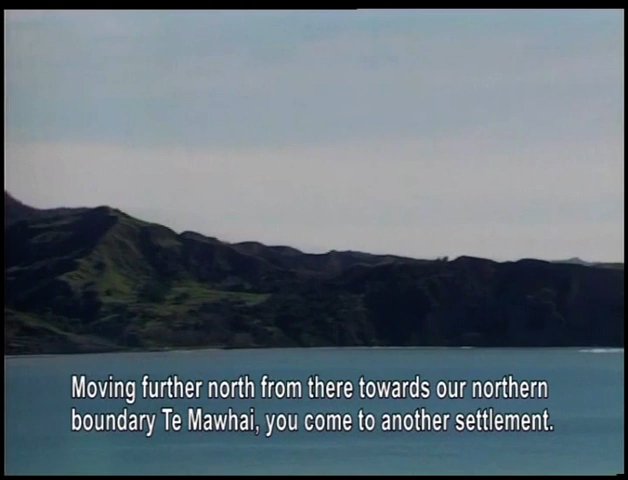 Moving further north from there towards our northern
boundary Te Mawhai, you come to another settlement.